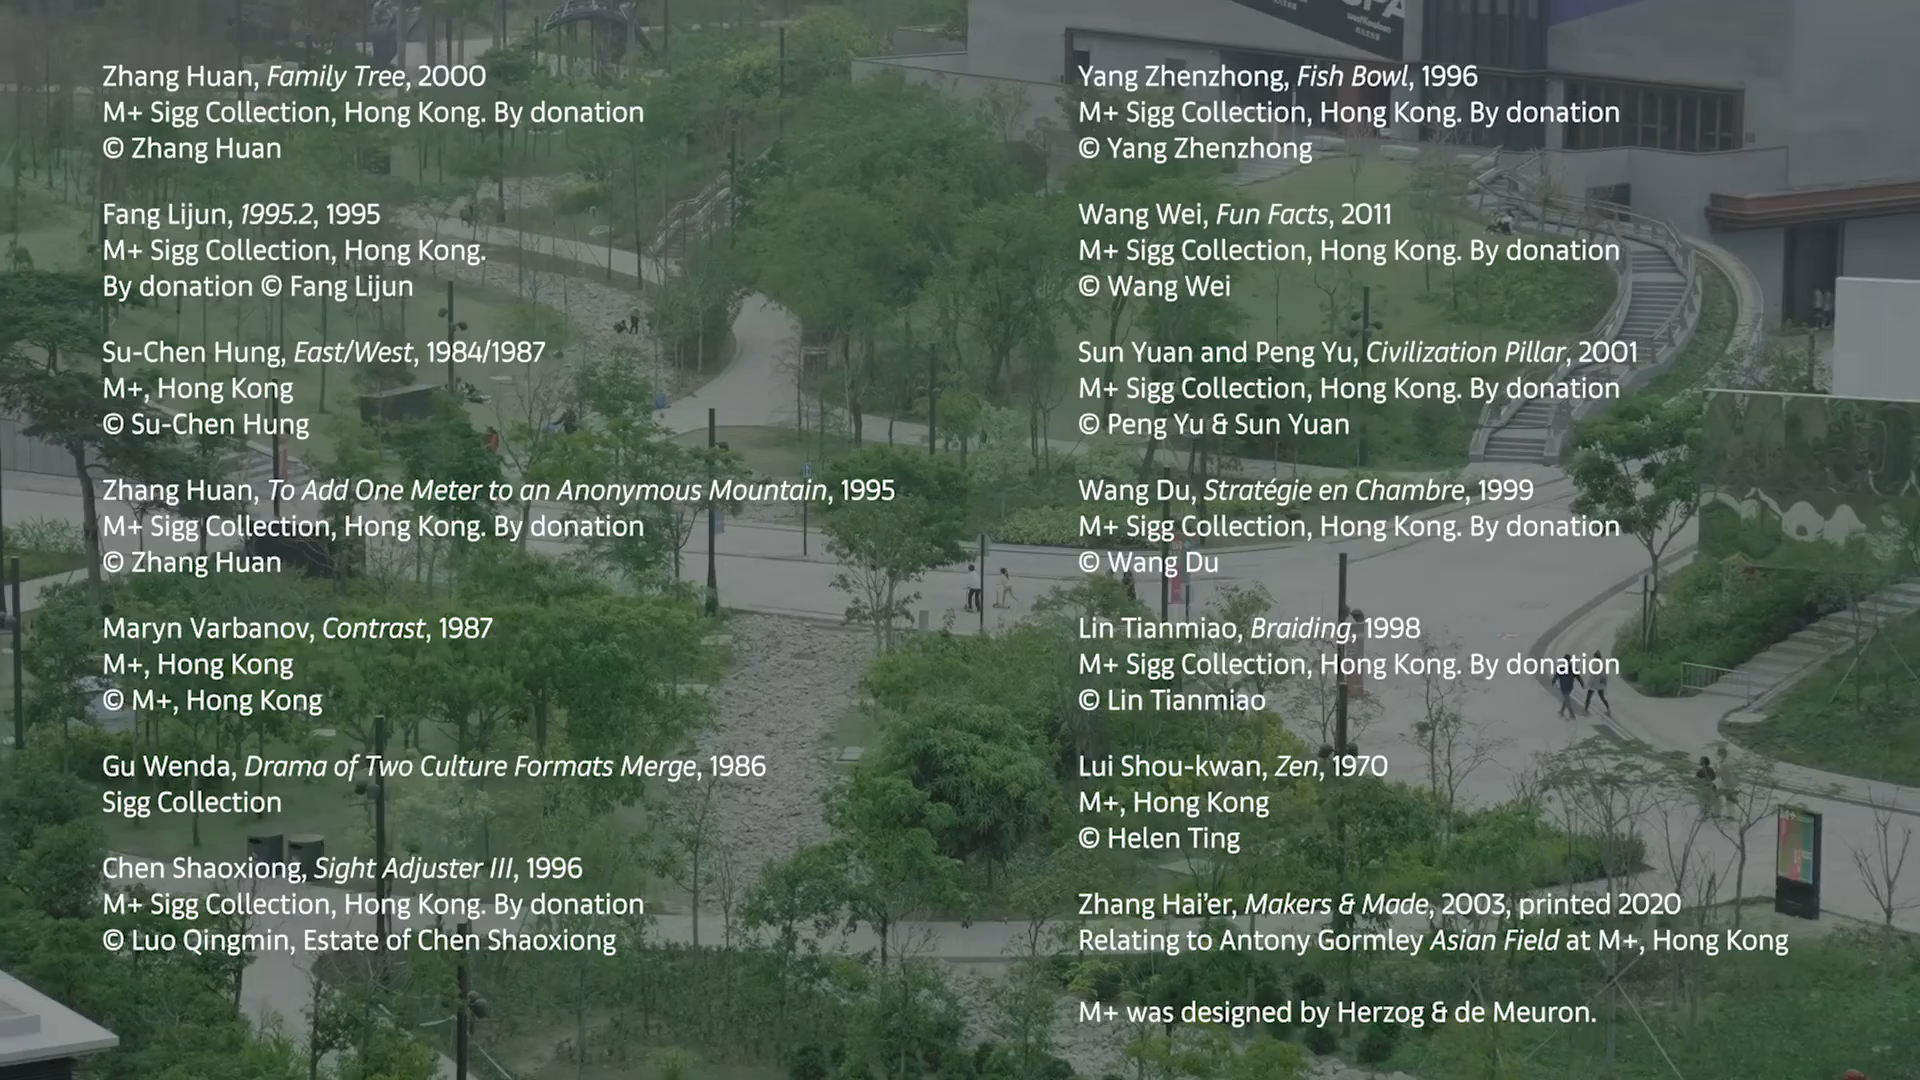 Zhang Huan, Family Tree, 2000
M+ Sigg Collection, Hong Kong. By donation
© Zhang Huan
Fang Lijun, 1995.2, 1995
M+ Sigg Collection, Hong Kong.
By donation © Fang Lijun
Su-Chen Hung, East/West, 1984/1987
M+, Hong Kong
© Su-Chen Hung
Zhang Huan, To Add One Meter to an Anonymous Mountain, 1995
M+ Sigg Collection, Hong Kong. By donation
© Zhang Huan
Maryn Varbanov, Contrast, 1987
M+, Hong Kong
© M+, Hong Kong
Gu Wenda, Drama of Two Culture Formats Merge, 1986
Sigg Collection
Chen Shaoxiong, Sight Adjuster III, 1996
M+ Sigg Collection, Hong Kong. By donation
© Luo Qingmin, Estate of Chen Shaoxiong
Yang Zhenzhong, Fish Bowl, 1996
M+ Sigg Collection, Hong Kong. By donation
© Yang Zhenzhong
Wang Wei, Fun Facts, 2011
M+ Sigg Collection, Hong Kong. By donation
© Wang Wei
Sun Yuan and Peng Yu, Civilization Pillar, 2001
M+ Sigg Collection, Hong Kong. By donation
© Peng Yu & Sun Yuan
Wang Du, Stratégie en Chambre, 1999
M+ Sigg Collection, Hong Kong. By donation
© Wang Du
Lin Tianmiao, Braiding, 1998
M+ Sigg Collection, Hong Kong. By donation
© Lin Tianmiao
Lui Shou-kwan, Zen, 1970
M+, Hong Kong
© Helen Ting
Zhang Hai'er, Makers & Made, 2003, printed 2020
Relating to Antony Gormley Asian Field at M+, Hong Kong
M+ was designed by Herzog & de Meuron.